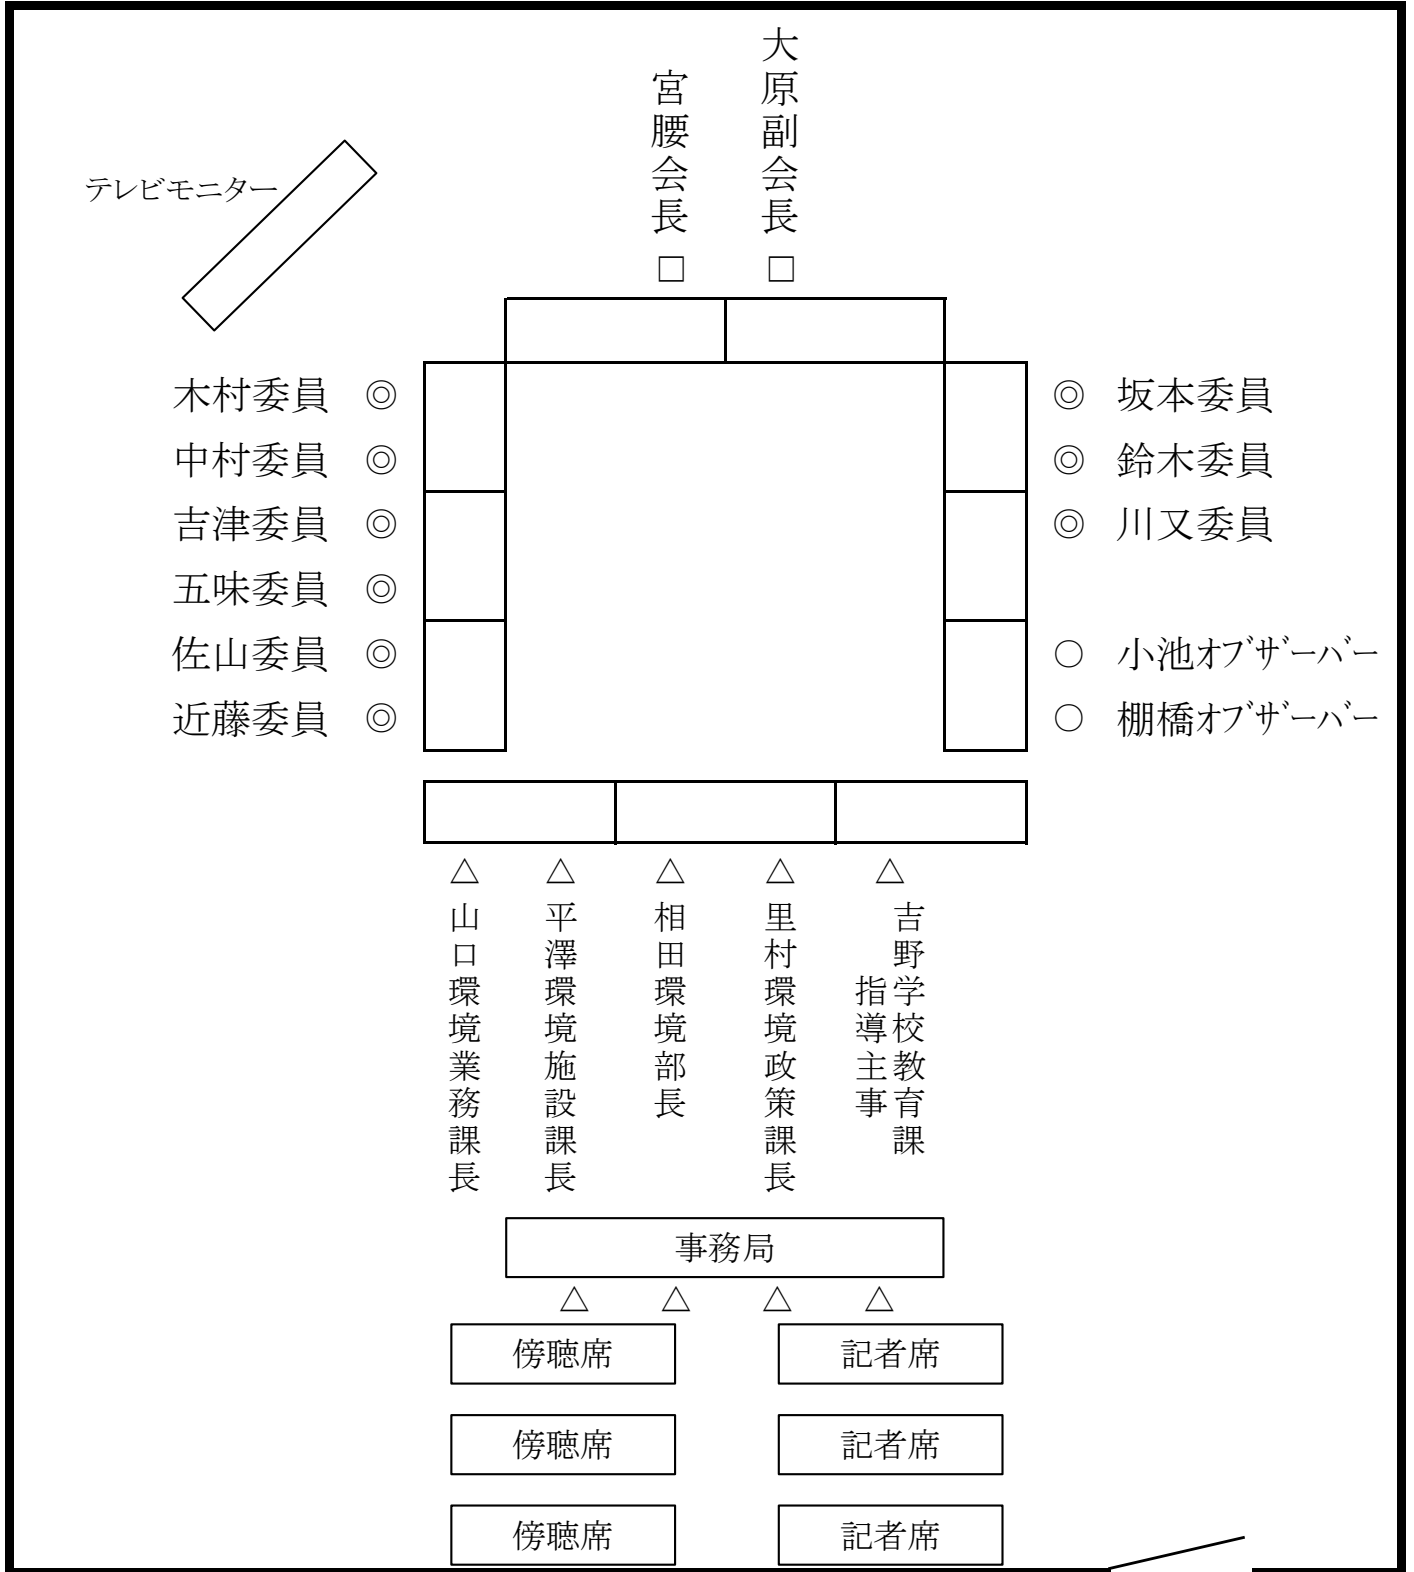 大原副会長
宮腰会長
□ □
テレビモニター
木村委員 ◎
中村委員 ◎
吉津委員 ◎
五味委員 ◎
佐山委員 ◎
近藤委員 ◎
◎ 坂本委員
◎ 鈴木委員
◎ 川又委員
○ 小池ｵﾌﾞｻﾞｰﾊﾞｰ
○ 棚橋ｵﾌﾞｻﾞｰﾊﾞｰ
△ △ △ △ △
山口環境業務課長
平澤環境施設課長
相田環境部長
里村環境政策課長
吉野学校教育課
指導主事
事務局
△ △ △ △
傍聴席 記者席
傍聴席 記者席
傍聴席 記者席